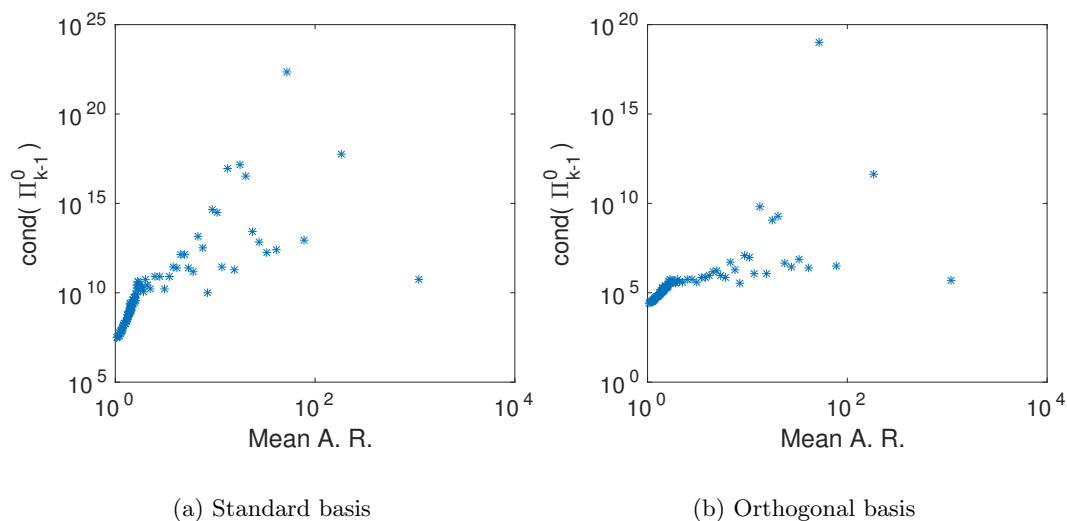 10^25
10^20
10^15
10^10
10^5
cond( Π^0_{k-1} )
10^0
10^2
10^4
Mean A. R.
(a) Standard basis
10^20
10^15
10^10
10^5
10^0
cond( Π^0_{k-1} )
10^0
10^2
10^4
Mean A. R.
(b) Orthogonal basis